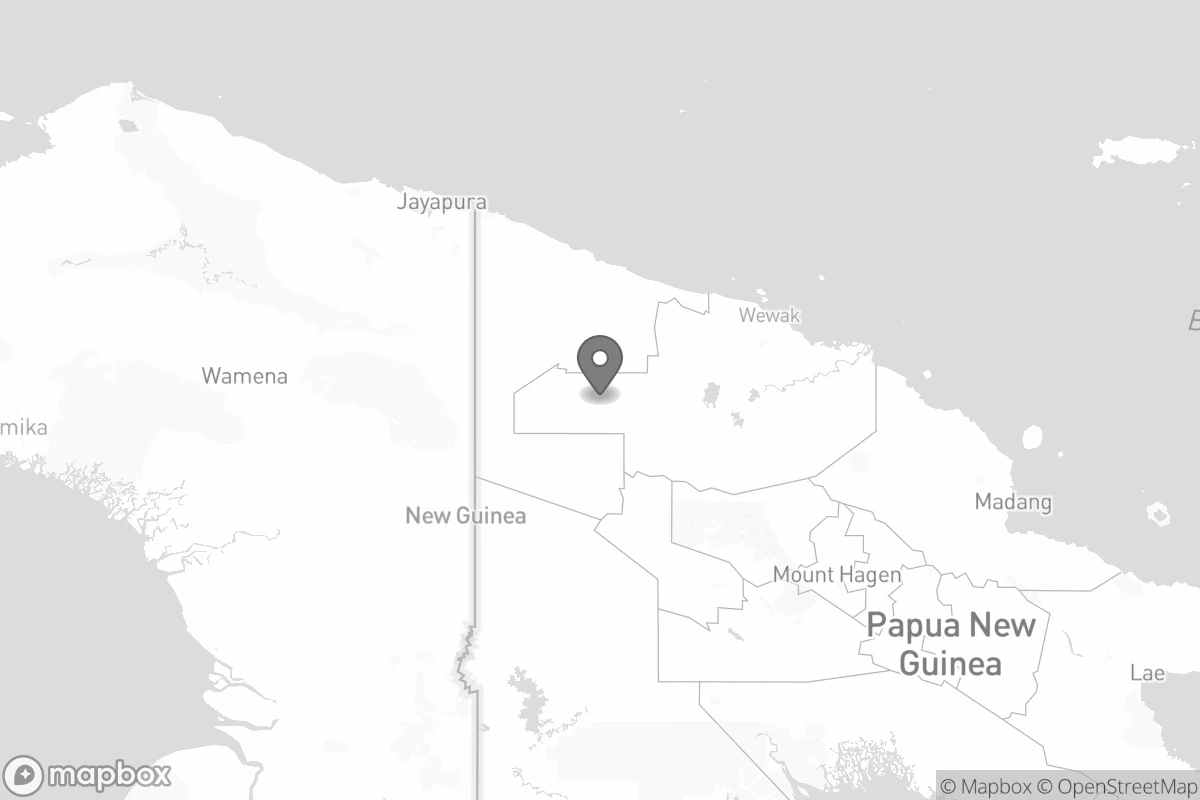 Jayapura
Wewak
Wamena
mika
Madang
New Guinea
Mount Hagen
Papua New
Guinea
Lae
mapbox
© Mapbox © OpenStreetMap